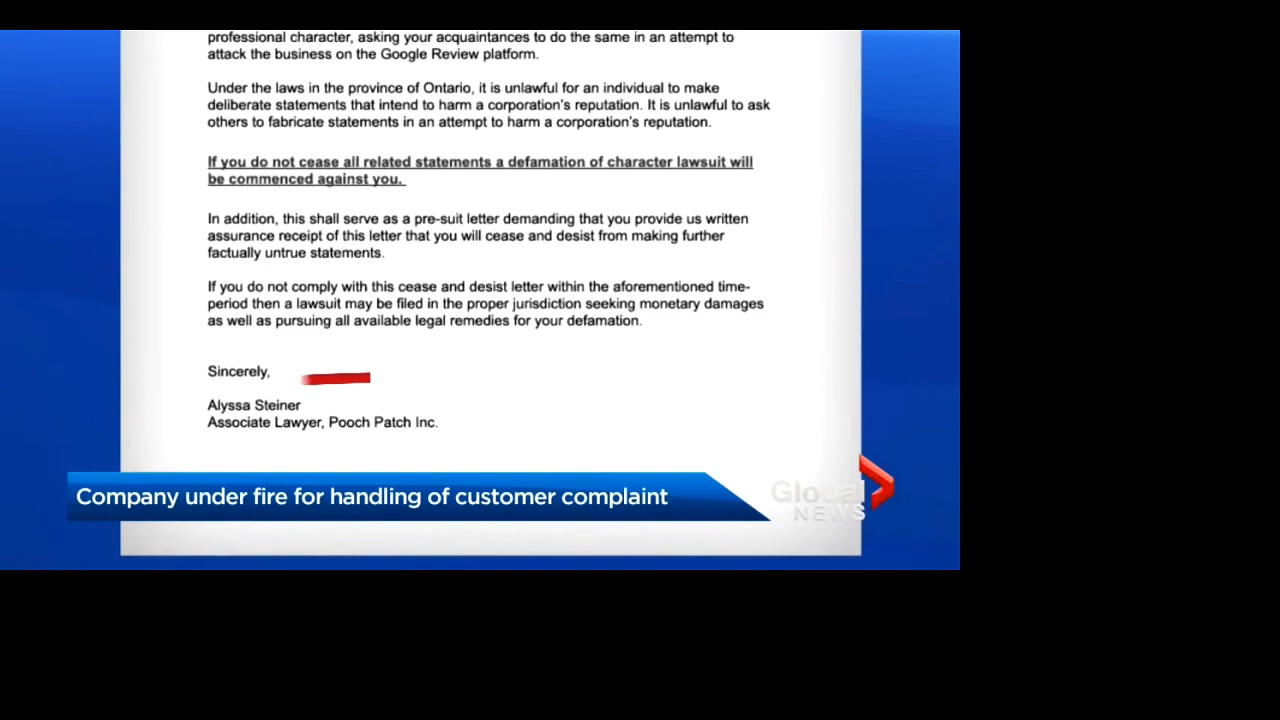 professional character, asking your acquaintances to do the same in an attempt to
attack the business on the Google Review platform.
Under the laws in the province of Ontario, it is unlawful for an individual to make
deliberate statements that intend to harm a corporation's reputation. It is unlawful to ask
others to fabricate statements in an attempt to harm a corporation's reputation.
If you do not cease all related statements a defamation of character lawsuit will
be commenced against you.
In addition, this shall serve as a pre-suit letter demanding that you provide us written
assurance receipt of this letter that you will cease and desist from making further
factually untrue statements.
If you do not comply with this cease and desist letter within the aforementioned time-
period then a lawsuit may be filed in the proper jurisdiction seeking monetary damages
as well as pursuing all available legal remedies for your defamation.
Sincerely,
Alyssa Steiner
Associate Lawyer, Pooch Patch Inc.
Company under fire for handling of customer complaint
Global
NEWS